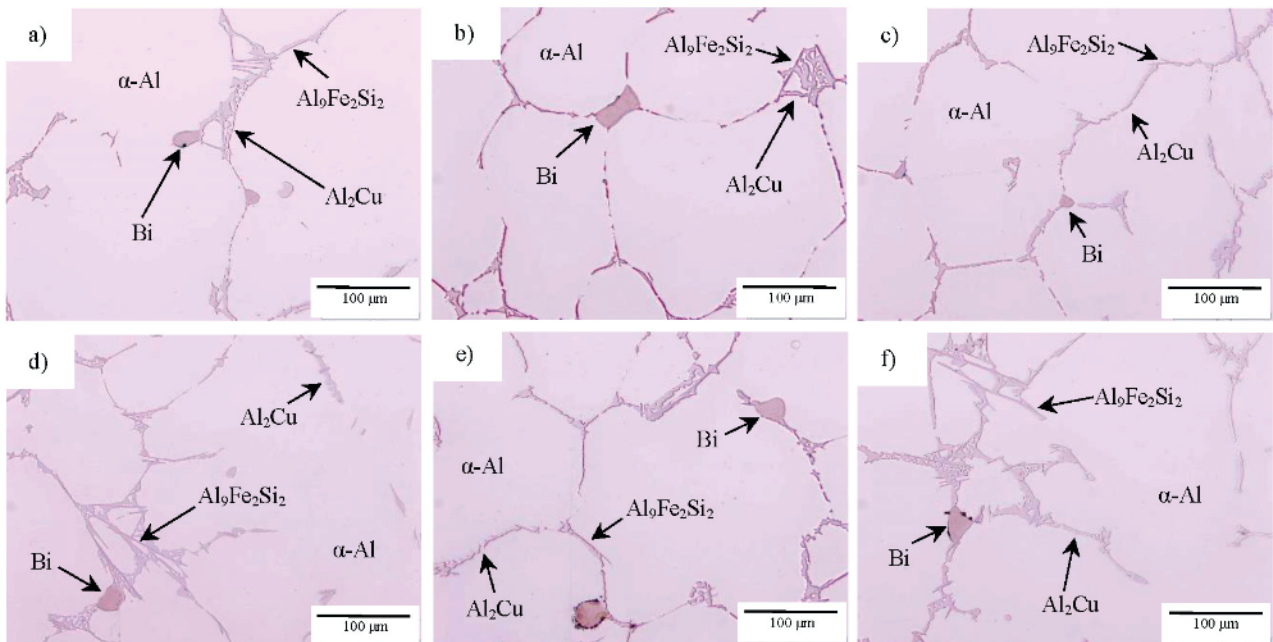 a)
α-Al
Al₉Fe₂Si₂
Al₂Cu
Bi
100 µm
b)
α-Al
Al₉Fe₂Si₂
Bi
Al₂Cu
100 µm
c)
Al₉Fe₂Si₂
α-Al
Al₂Cu
Bi
100 µm
d)
Al₂Cu
Al₉Fe₂Si₂
Bi
α-Al
100 µm
e)
Bi
α-Al
Al₉Fe₂Si₂
Al₂Cu
100 µm
f)
Al₉Fe₂Si₂
α-Al
Bi
Al₂Cu
100 µm